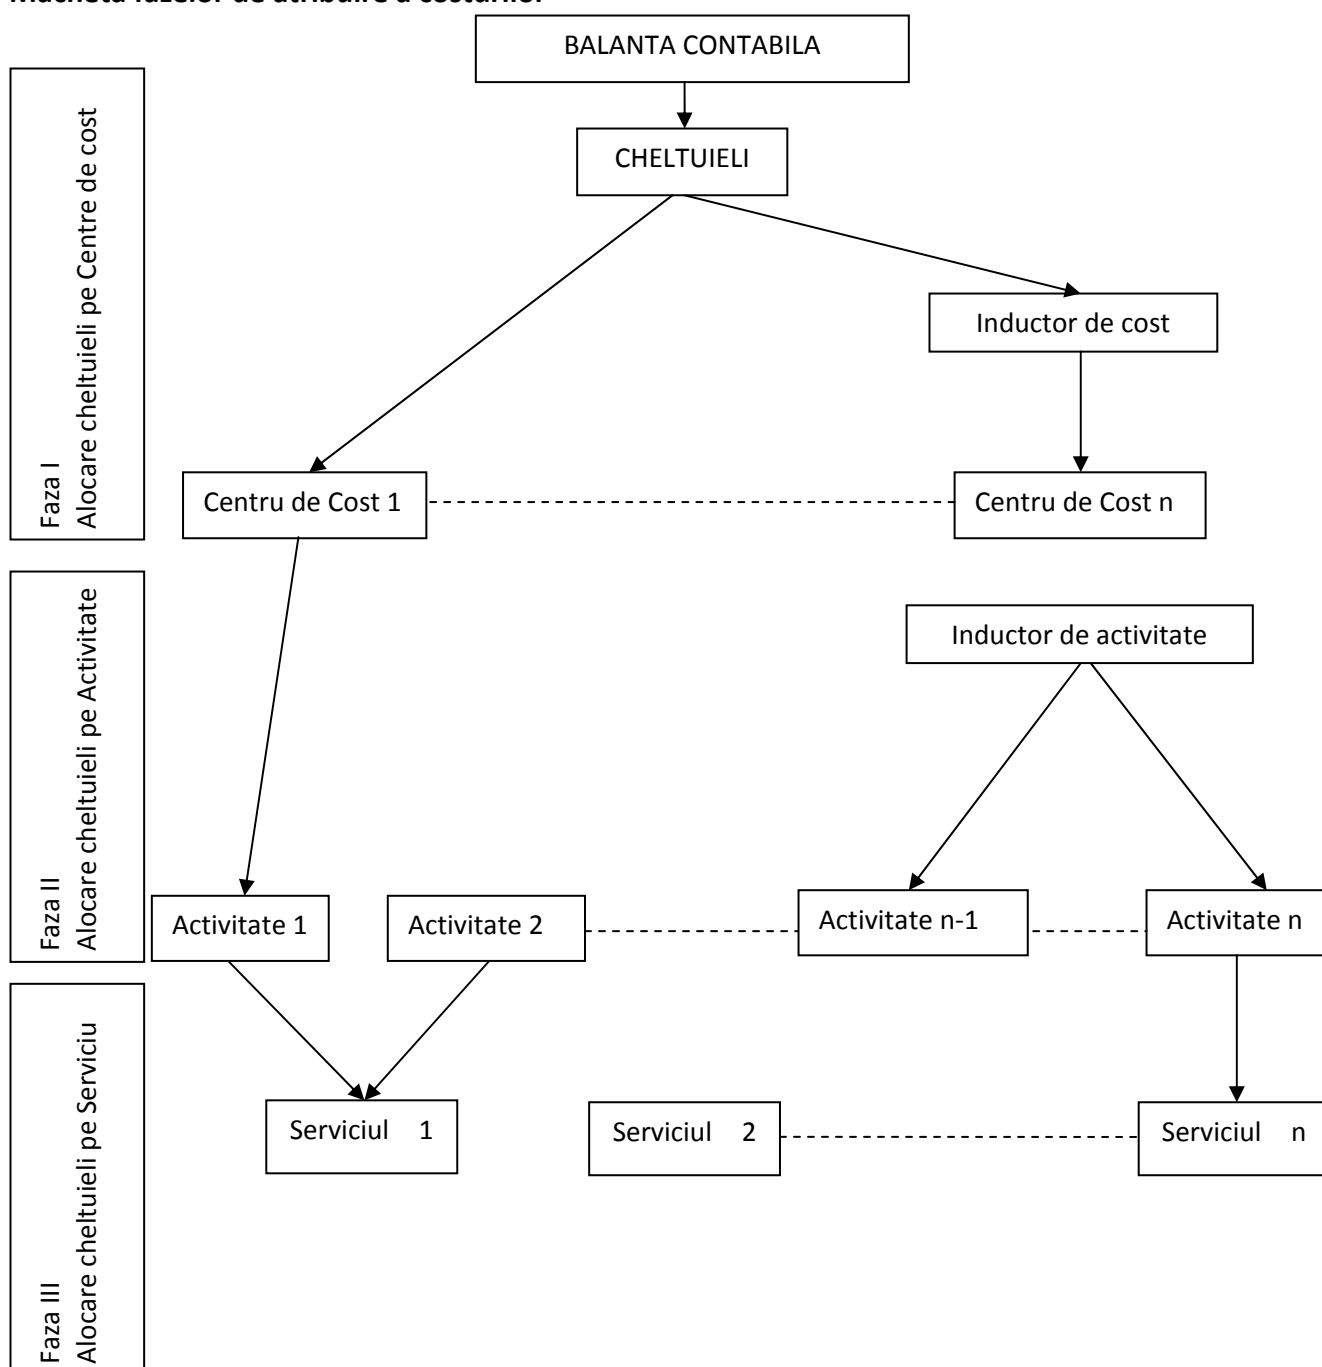 Macheta fazelor de atribuire a costurilor
BALANTA CONTABILA
CHELTUIELI
Inductor de cost
Centru de Cost 1
Centru de Cost n
Faza I
Alocare cheltuieli pe Centre de cost
Inductor de activitate
Activitate 1
Activitate 2
Activitate n-1
Activitate n
Faza II
Alocare cheltuieli pe Activitate
Serviciul 1
Serviciul 2
Serviciul n
Faza III
Alocare cheltuieli pe Serviciu